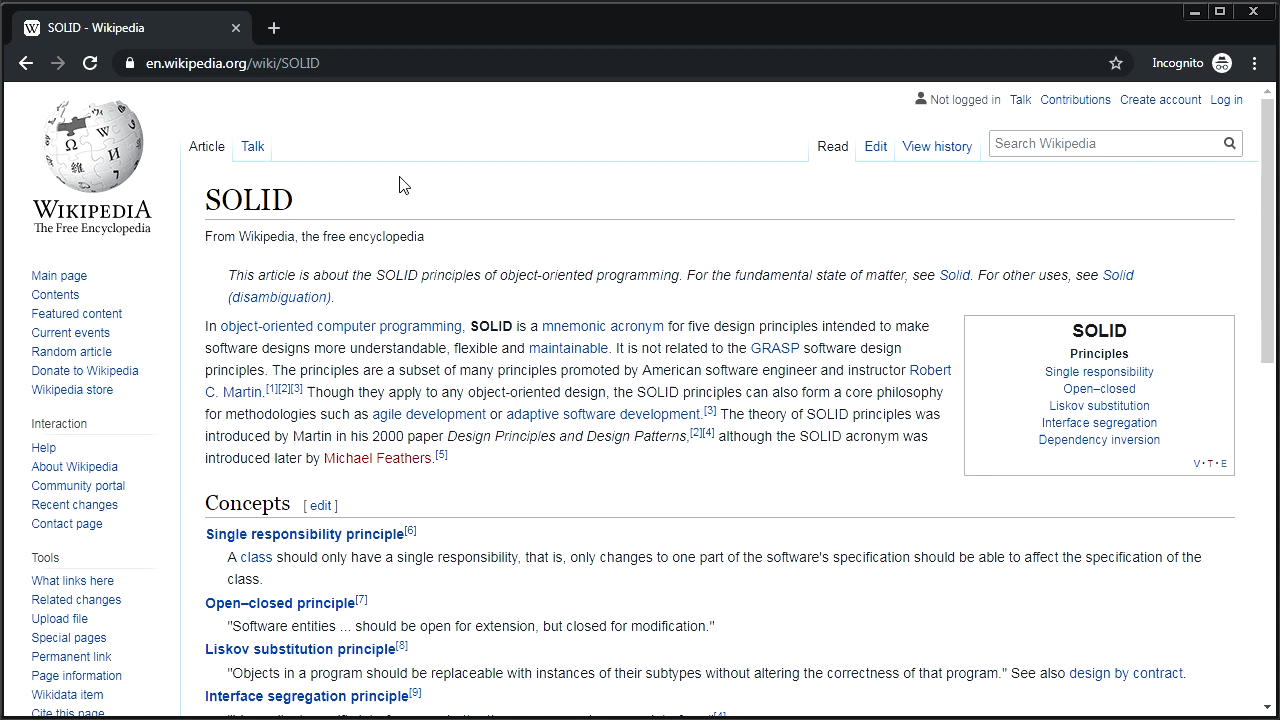 SOLID - Wikipedia
en.wikipedia.org/wiki/SOLID
Incognito
Not logged in Talk Contributions Create account Log in
Article Talk
Read Edit View history
Search Wikipedia
WIKIPEDIA
The Free Encyclopedia
Main page
Contents
Featured content
Current events
Random article
Donate to Wikipedia
Wikipedia store
Interaction
Help
About Wikipedia
Community portal
Recent changes
Contact page
Tools
What links here
Related changes
Upload file
Special pages
Permanent link
Page information
Wikidata item
Cite this page
SOLID
From Wikipedia, the free encyclopedia
This article is about the SOLID principles of object-oriented programming. For the fundamental state of matter, see Solid. For other uses, see Solid
(disambiguation).
In object-oriented computer programming, SOLID is a mnemonic acronym for five design principles intended to make
software designs more understandable, flexible and maintainable. It is not related to the GRASP software design
principles. The principles are a subset of many principles promoted by American software engineer and instructor Robert
C. Martin.[1][2][3] Though they apply to any object-oriented design, the SOLID principles can also form a core philosophy
for methodologies such as agile development or adaptive software development.[3] The theory of SOLID principles was
introduced by Martin in his 2000 paper Design Principles and Design Patterns,[2][4] although the SOLID acronym was
introduced later by Michael Feathers.[5]
SOLID
Principles
Single responsibility
Open–closed
Liskov substitution
Interface segregation
Dependency inversion
V · T · E
Concepts [ edit ]
Single responsibility principle[6]
A class should only have a single responsibility, that is, only changes to one part of the software's specification should be able to affect the specification of the
class.
Open–closed principle[7]
"Software entities ... should be open for extension, but closed for modification."
Liskov substitution principle[8]
"Objects in a program should be replaceable with instances of their subtypes without altering the correctness of that program." See also design by contract.
Interface segregation principle[9]